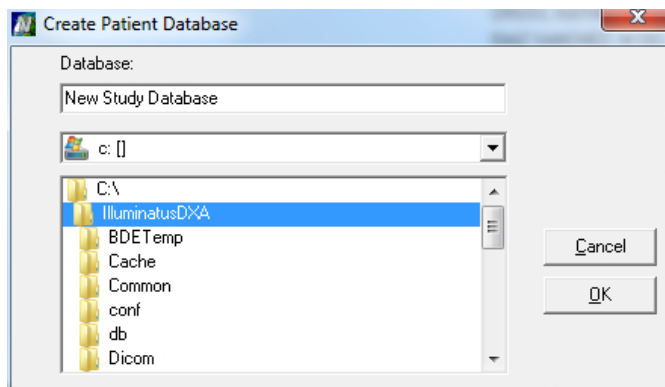 Create Patient Database
Database:
New Study Database
c: []
C:\
IlluminatusDXA
BDETemp
Cache
Common
conf
db
Dicom
Cancel
OK